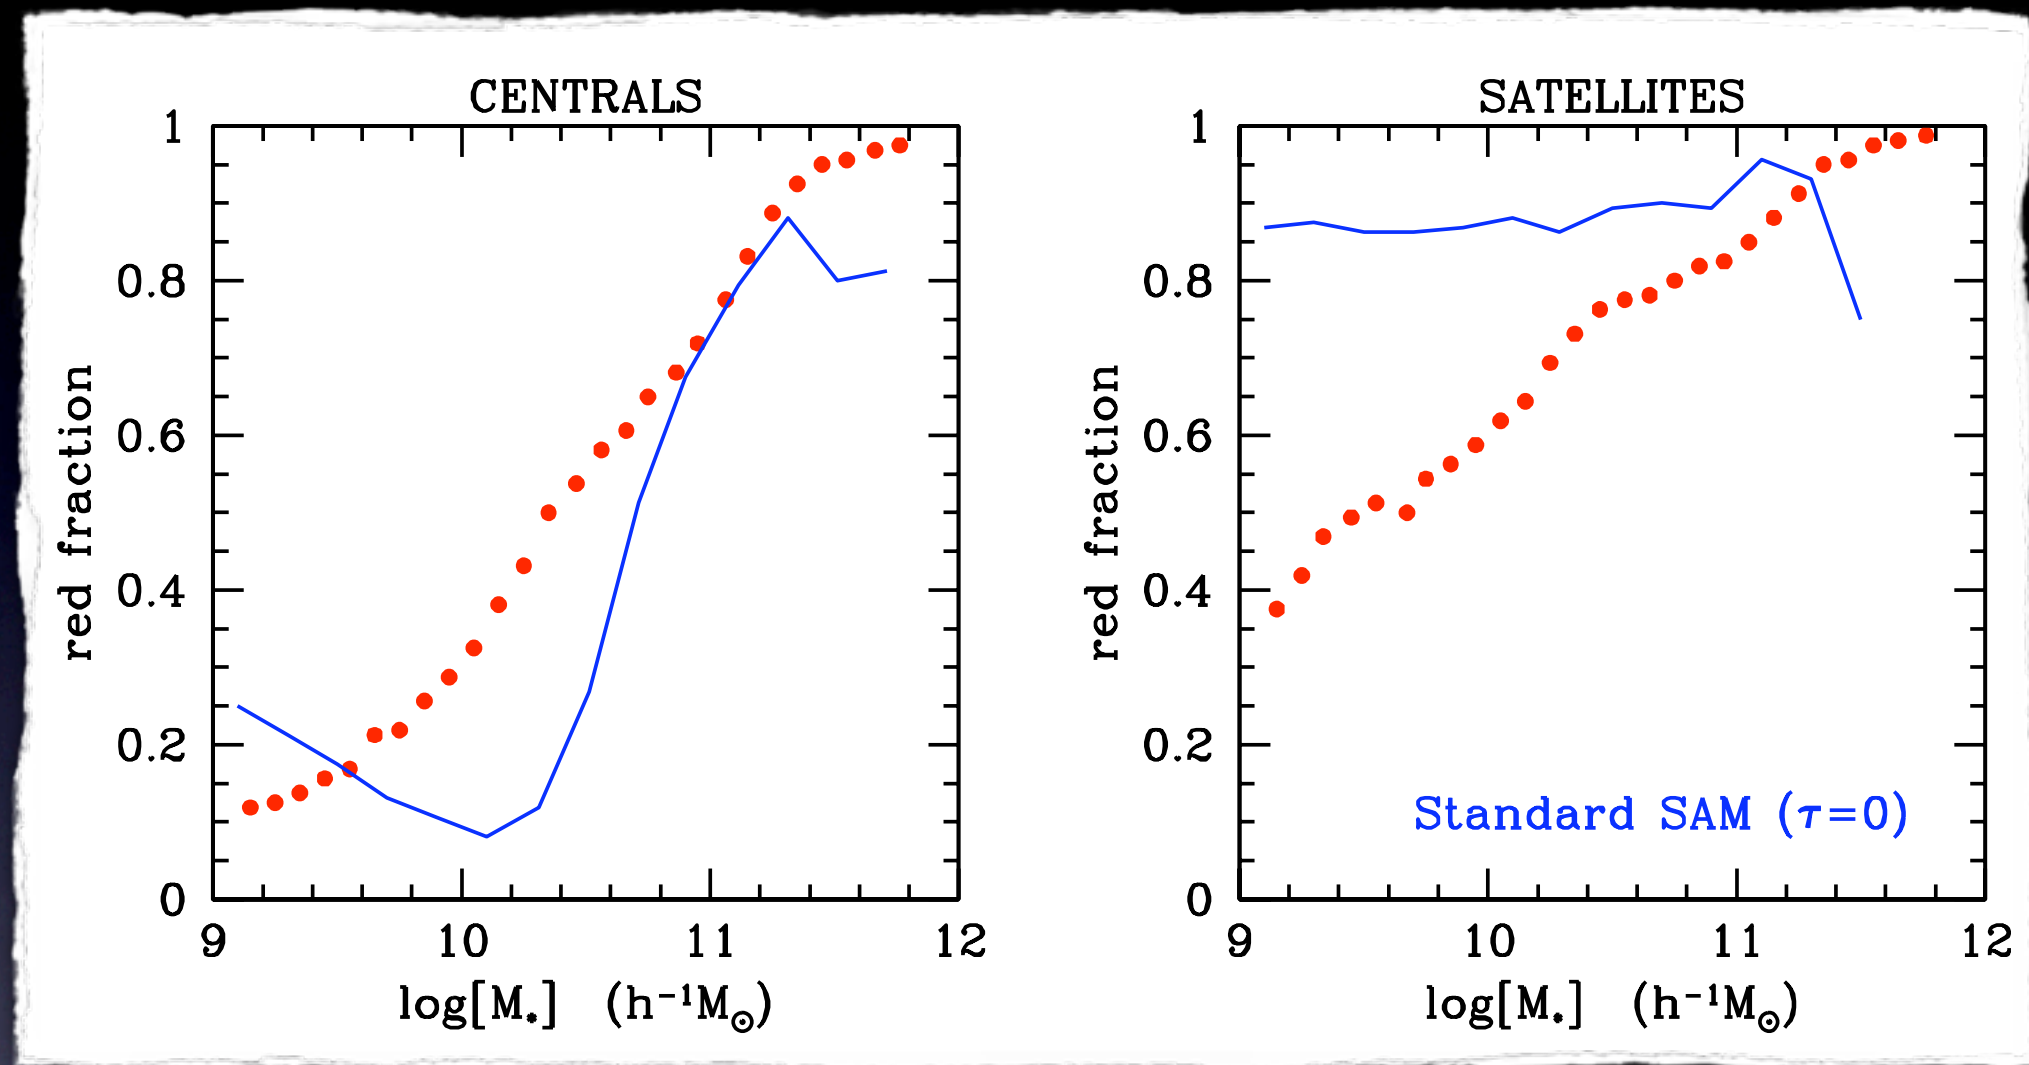 CENTRALS
1
0.8
0.6
0.4
0.2
0
red fraction
9 10 11 12
log[M*] (h⁻¹M⊙)
SATELLITES
1
0.8
0.6
0.4
0.2
0
red fraction
Standard SAM (τ=0)
9 10 11 12
log[M*] (h⁻¹M⊙)